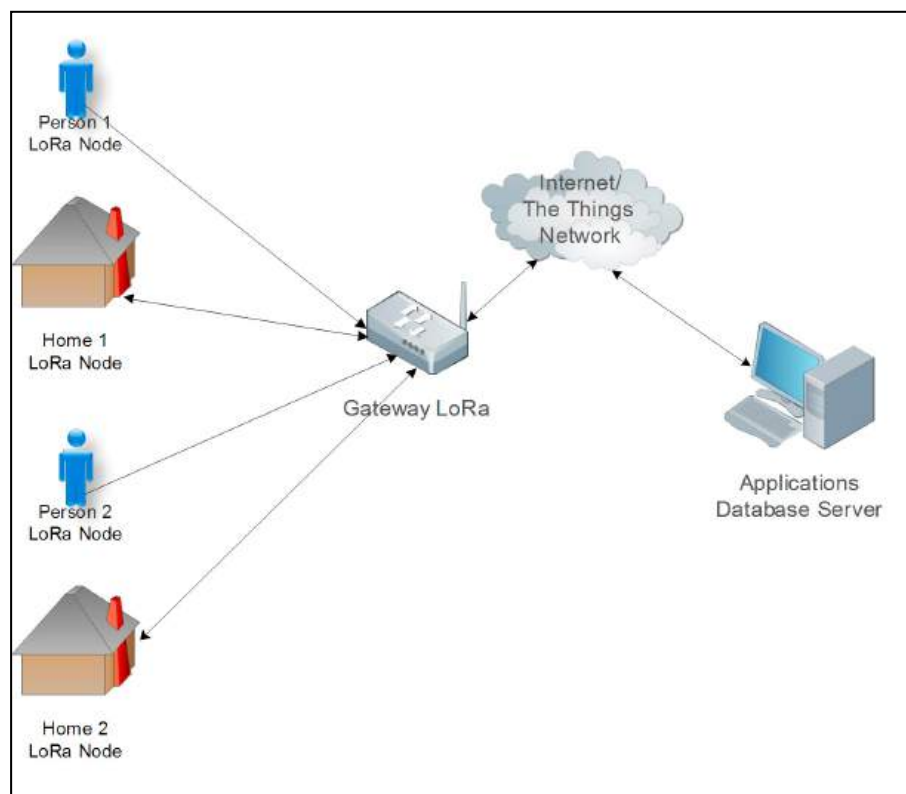 Person 1
LoRa Node
Home 1
LoRa Node
Person 2
LoRa Node
Home 2
LoRa Node
Gateway LoRa
Internet/
The Things
Network
Applications
Database Server